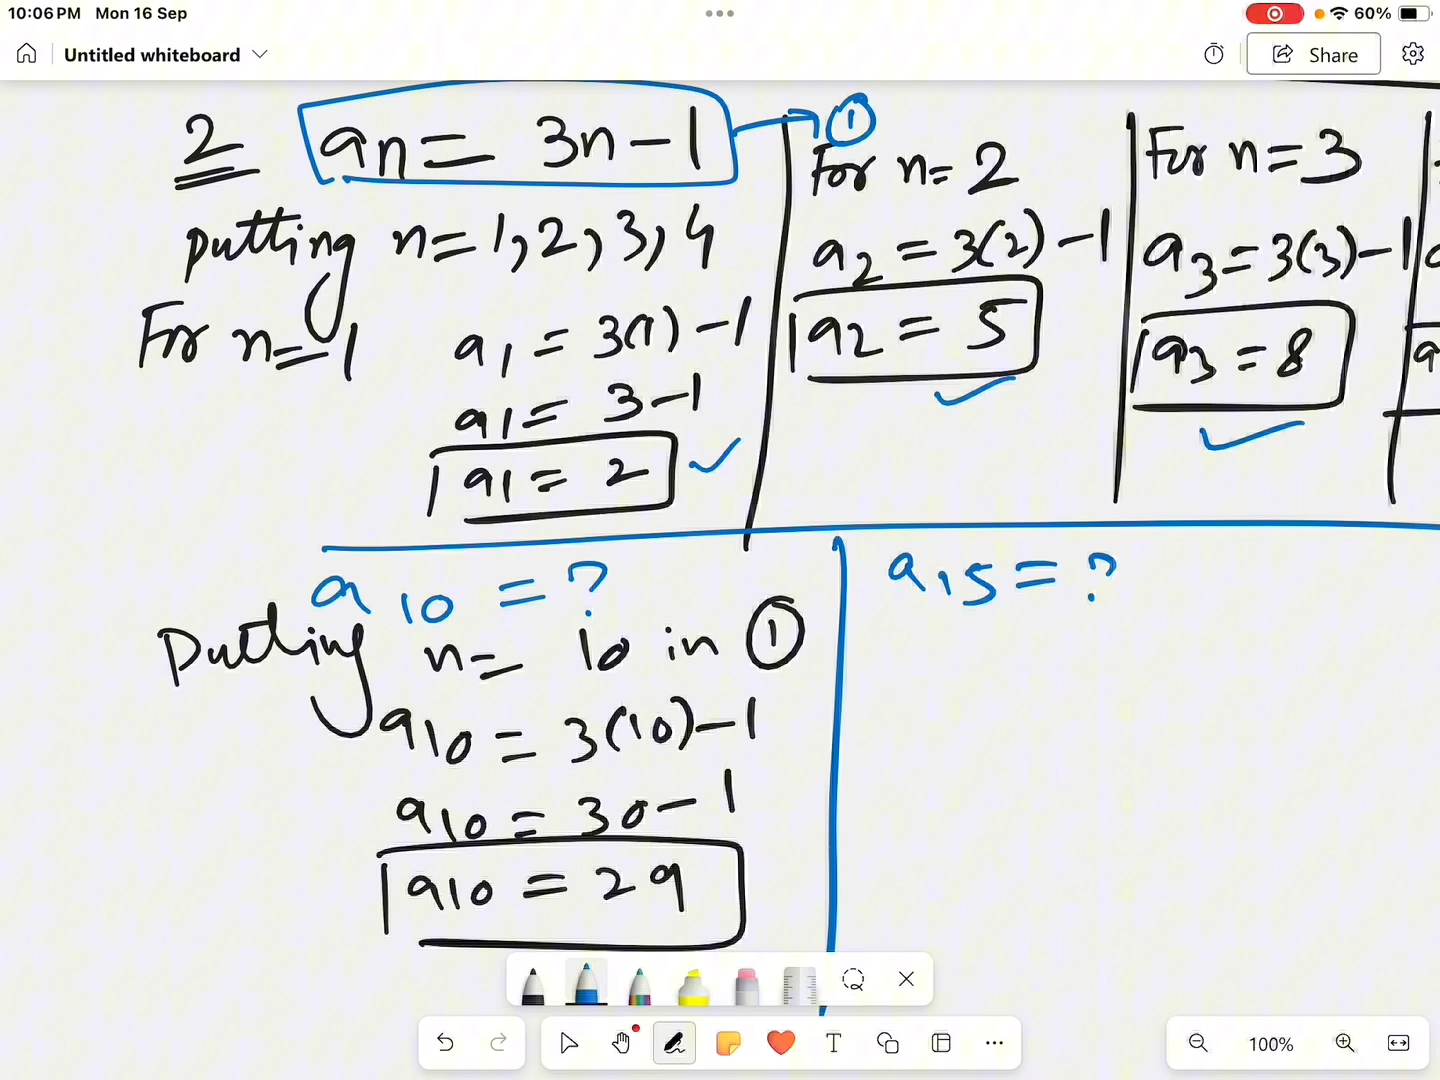 10:06 PM Mon 16 Sep
60%
Untitled whiteboard
Share
2 an = 3n-1 → ①
putting n=1,2,3,4
For n=1
a1 = 3(1)-1
a1 = 3-1
a1 = 2 ✓
For n= 2
a2 = 3(2)-1
a2 = 5 ✓
For n=3
a3 = 3(3)-1
a3 = 8 ✓
a10 = ?
Putting n= 10 in ①
a10 = 3(10)-1
a10 = 30-1
a10 = 29
a15 = ?
100%